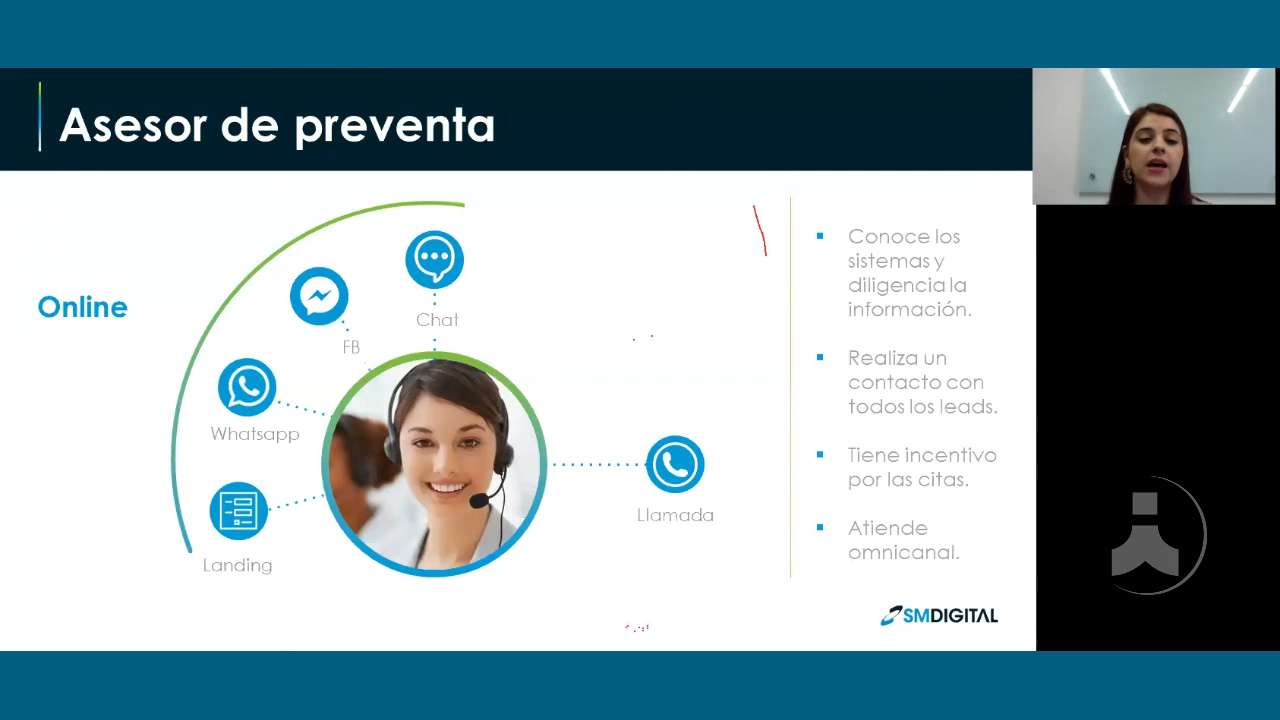 Asesor de preventa
Online
Chat
FB
Whatsapp
Landing
Llamada
Conoce los
sistemas y
diligencia la
información.
Realiza un
contacto con
todos los leads.
Tiene incentivo
por las citas.
Atiende
omnicanal.
SMDIGITAL